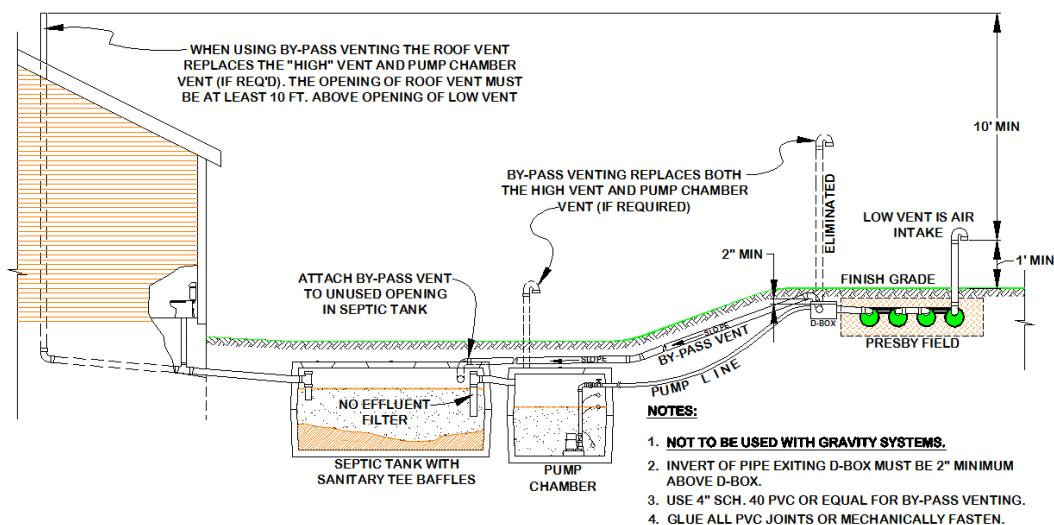 WHEN USING BY-PASS VENTING THE ROOF VENT
REPLACES THE "HIGH" VENT AND PUMP CHAMBER
VENT (IF REQ'D). THE OPENING OF ROOF VENT MUST
BE AT LEAST 10 FT. ABOVE OPENING OF LOW VENT
10' MIN
BY-PASS VENTING REPLACES BOTH
THE HIGH VENT AND PUMP CHAMBER
VENT (IF REQUIRED)
ELIMINATED
LOW VENT IS AIR
INTAKE
1' MIN
2" MIN
FINISH GRADE
ATTACH BY-PASS VENT
TO UNUSED OPENING
IN SEPTIC TANK
D-BOX
PRESBY FIELD
SLOPE
BY-PASS VENT
SLOPE
PUMP LINE
NO EFFLUENT
FILTER
SEPTIC TANK WITH
SANITARY TEE BAFFLES
PUMP
CHAMBER
NOTES:
1. NOT TO BE USED WITH GRAVITY SYSTEMS.
2. INVERT OF PIPE EXITING D-BOX MUST BE 2" MINIMUM
ABOVE D-BOX.
3. USE 4" SCH. 40 PVC OR EQUAL FOR BY-PASS VENTING.
4. GLUE ALL PVC JOINTS OR MECHANICALLY FASTEN.